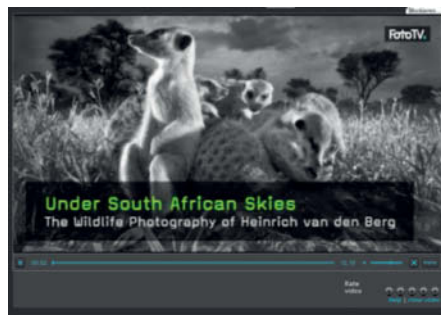 FotoTV.
Under South African Skies
The Wildlife Photography of Heinrich van den Berg
Rate
video